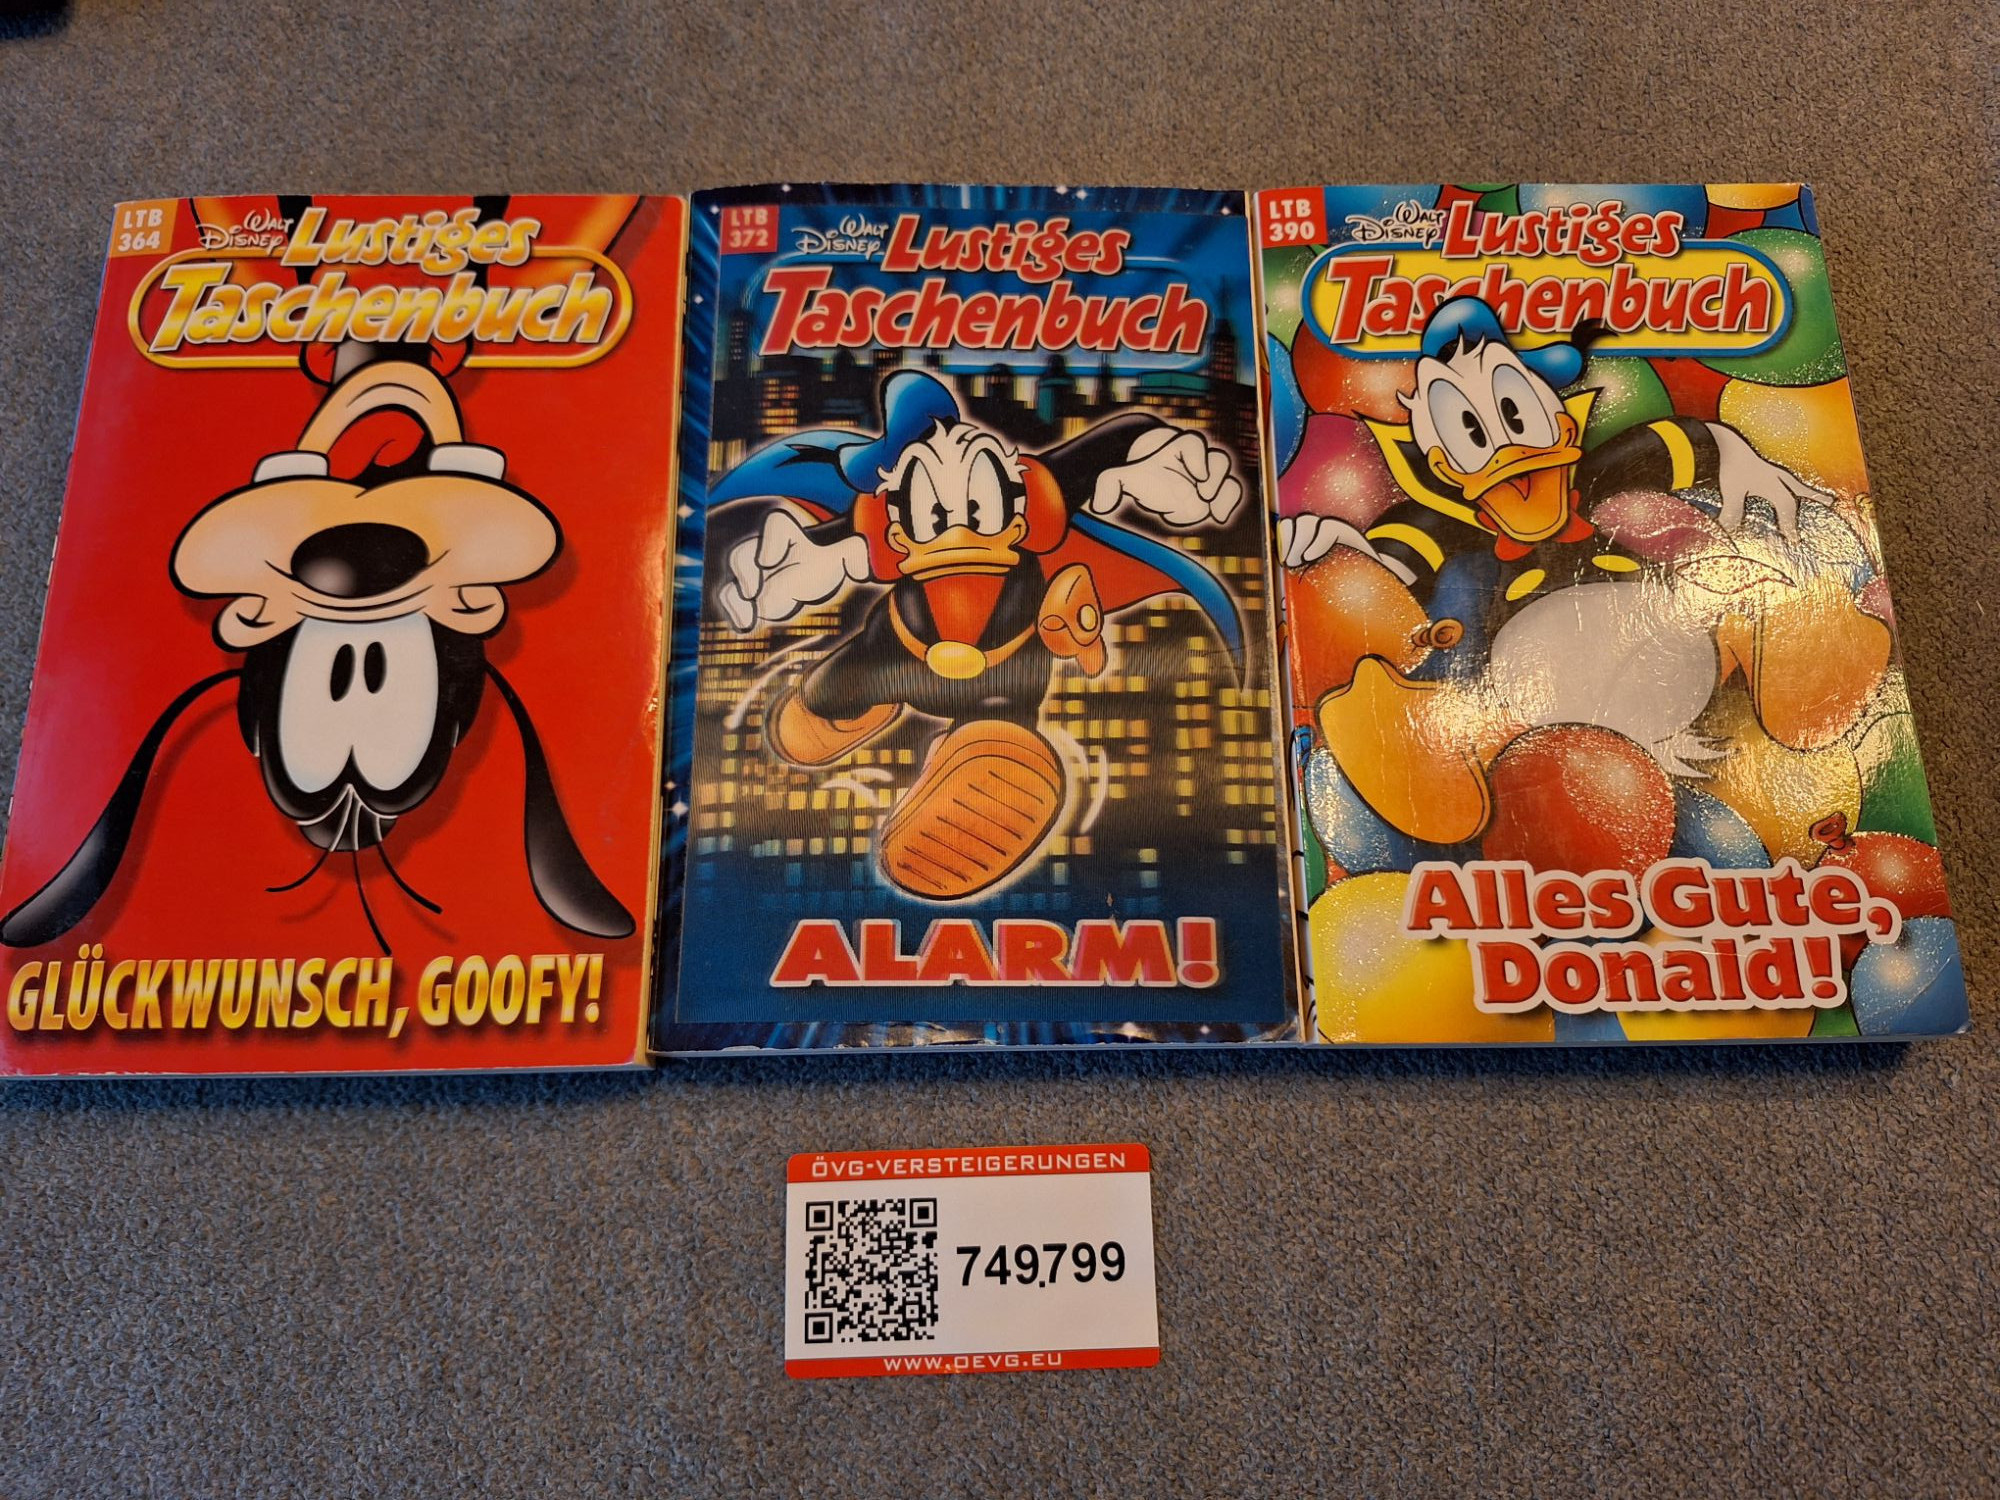 LTB
364
WALT
DISNEY
Lustiges
Taschenbuch
GLÜCKWUNSCH, GOOFY!
LTB
372
WALT
DISNEY
Lustiges
Taschenbuch
ALARM!
LTB
390
WALT
DISNEY
Lustiges
Taschenbuch
Alles Gute,
Donald!
ÖVG-VERSTEIGERUNGEN
749.799
WWW.OEVG.EU